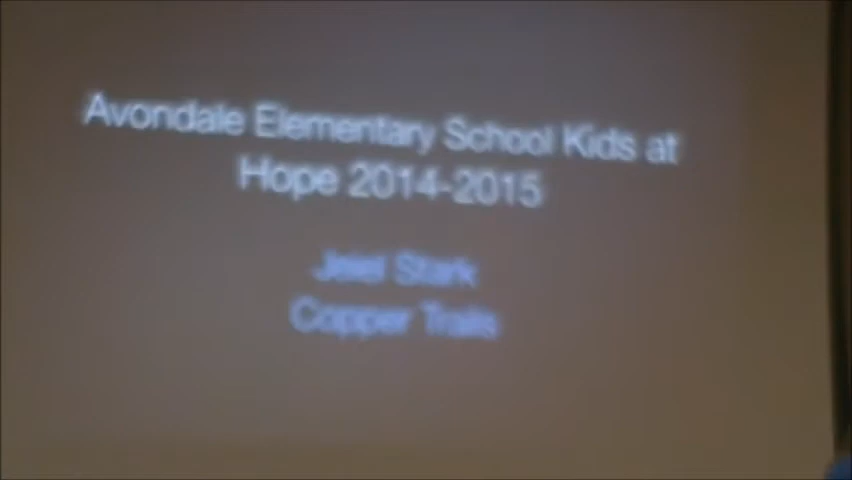 Avondale Elementary School Kids at
Hope 2014-2015
Stark
Copper Trails